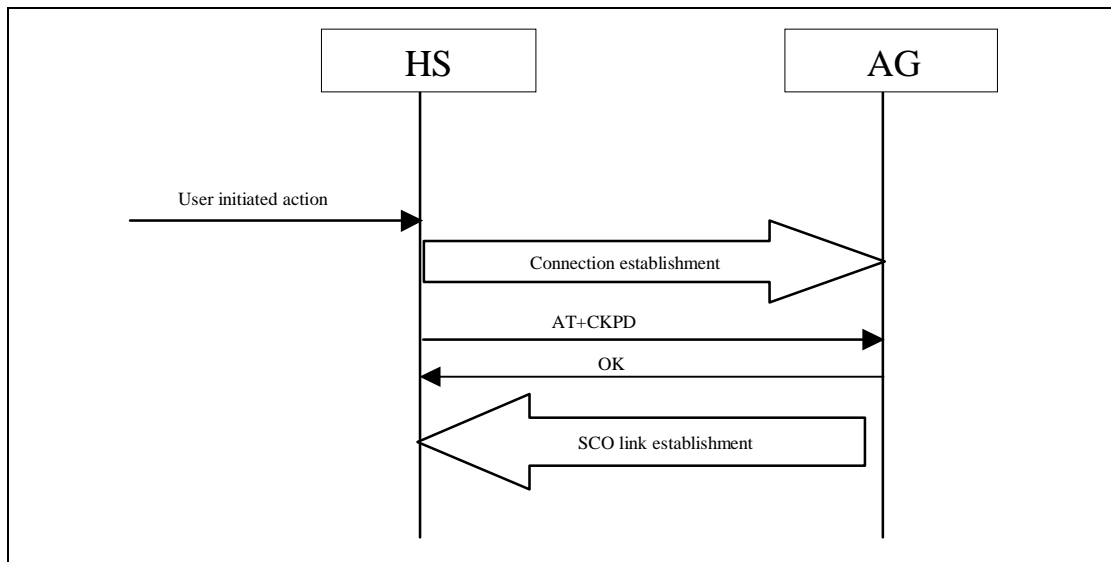 HS
AG
User initiated action
Connection establishment
AT+CKPD
OK
SCO link establishment